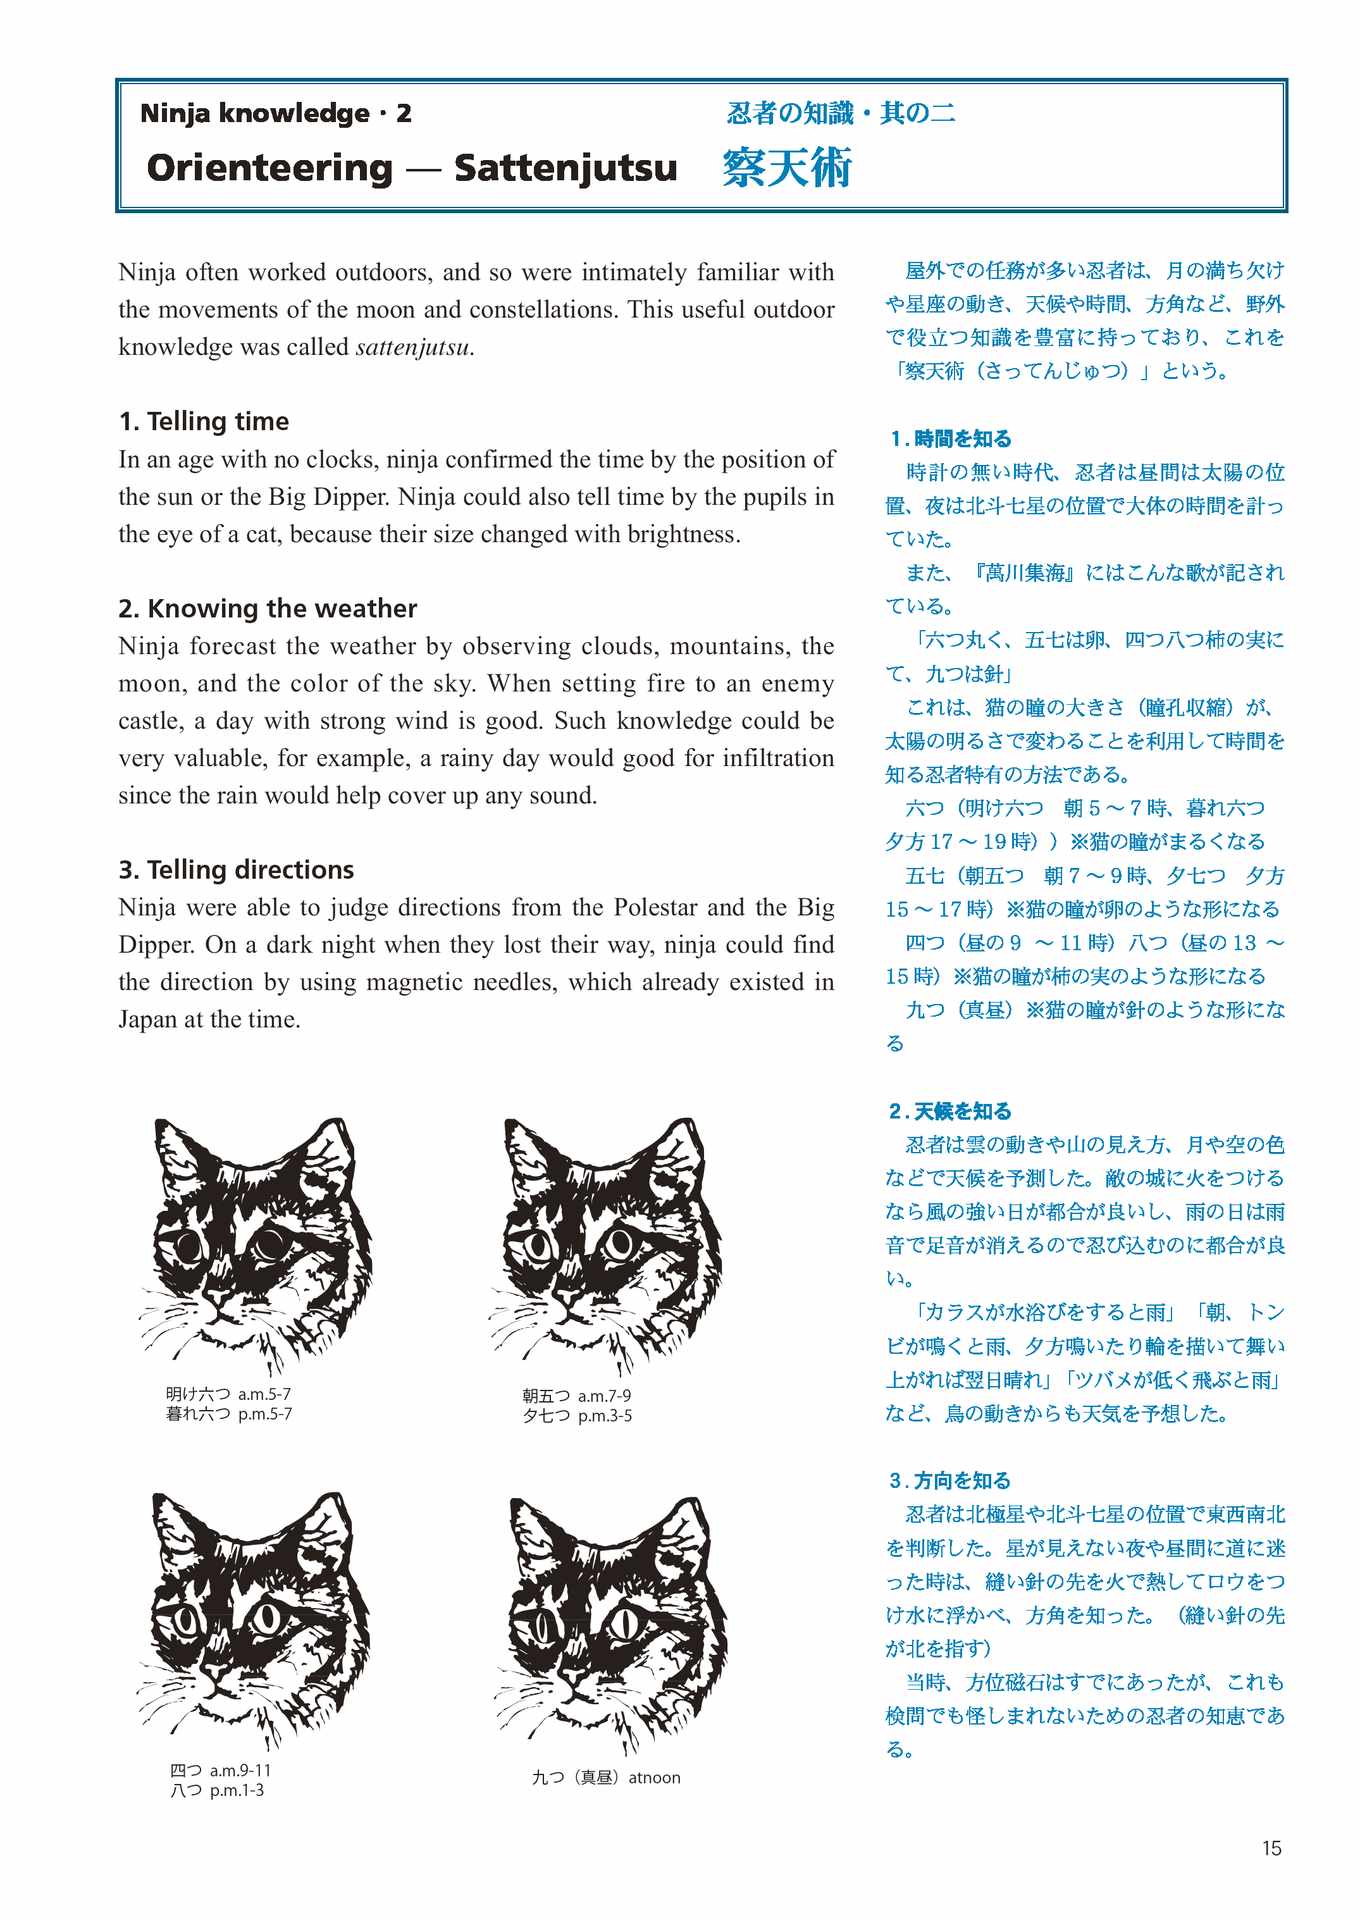 Ninja knowledge · 2
忍者の知識・其の二
Orienteering — Sattenjutsu 察天術
Ninja often worked outdoors, and so were intimately familiar with
the movements of the moon and constellations. This useful outdoor
knowledge was called sattenjutsu.
1. Telling time
In an age with no clocks, ninja confirmed the time by the position of
the sun or the Big Dipper. Ninja could also tell time by the pupils in
the eye of a cat, because their size changed with brightness.
2. Knowing the weather
Ninja forecast the weather by observing clouds, mountains, the
moon, and the color of the sky. When setting fire to an enemy
castle, a day with strong wind is good. Such knowledge could be
very valuable, for example, a rainy day would good for infiltration
since the rain would help cover up any sound.
3. Telling directions
Ninja were able to judge directions from the Polestar and the Big
Dipper. On a dark night when they lost their way, ninja could find
the direction by using magnetic needles, which already existed in
Japan at the time.
明け六つ a.m.5-7
暮れ六つ p.m.5-7
朝五つ a.m.7-9
夕七つ p.m.3-5
四つ a.m.9-11
八つ p.m.1-3
九つ（真昼）atnoon
屋外での任務が多い忍者は、月の満ち欠け
や星座の動き、天候や時間、方角など、野外
で役立つ知識を豊富に持っており、これを
「察天術（さってんじゅつ）」という。
１. 時間を知る
時計の無い時代、忍者は昼間は太陽の位
置、夜は北斗七星の位置で大体の時間を計っ
ていた。
また、『萬川集海』にはこんな歌が記され
ている。
「六つ丸く、五七は卵、四つ八つ柿の実に
て、九つは針」
これは、猫の瞳の大きさ（瞳孔収縮）が、
太陽の明るさで変わることを利用して時間を
知る忍者特有の方法である。
六つ（明け六つ　朝５～７時、暮れ六つ
夕方 17 ～ 19 時））※猫の瞳がまるくなる
五七（朝五つ　朝７～９時、夕七つ　夕方
15 ～ 17 時）※猫の瞳が卵のような形になる
四つ（昼の９ ～ 11 時）八つ（昼の 13 ～
15 時）※猫の瞳が柿の実のような形になる
九つ（真昼）※猫の瞳が針のような形にな
る
２. 天候を知る
忍者は雲の動きや山の見え方、月や空の色
などで天候を予測した。敵の城に火をつける
なら風の強い日が都合が良いし、雨の日は雨
音で足音が消えるので忍び込むのに都合が良
い。
「カラスが水浴びをすると雨」「朝、トン
ビが鳴くと雨、夕方鳴いたり輪を描いて舞い
上がれば翌日晴れ」「ツバメが低く飛ぶと雨」
など、鳥の動きからも天気を予想した。
３. 方向を知る
忍者は北極星や北斗七星の位置で東西南北
を判断した。星が見えない夜や昼間に道に迷
った時は、縫い針の先を火で熱してロウをつ
け水に浮かべ、方角を知った。（縫い針の先
が北を指す）
当時、方位磁石はすでにあったが、これも
検問でも怪しまれないための忍者の知恵であ
る。
15